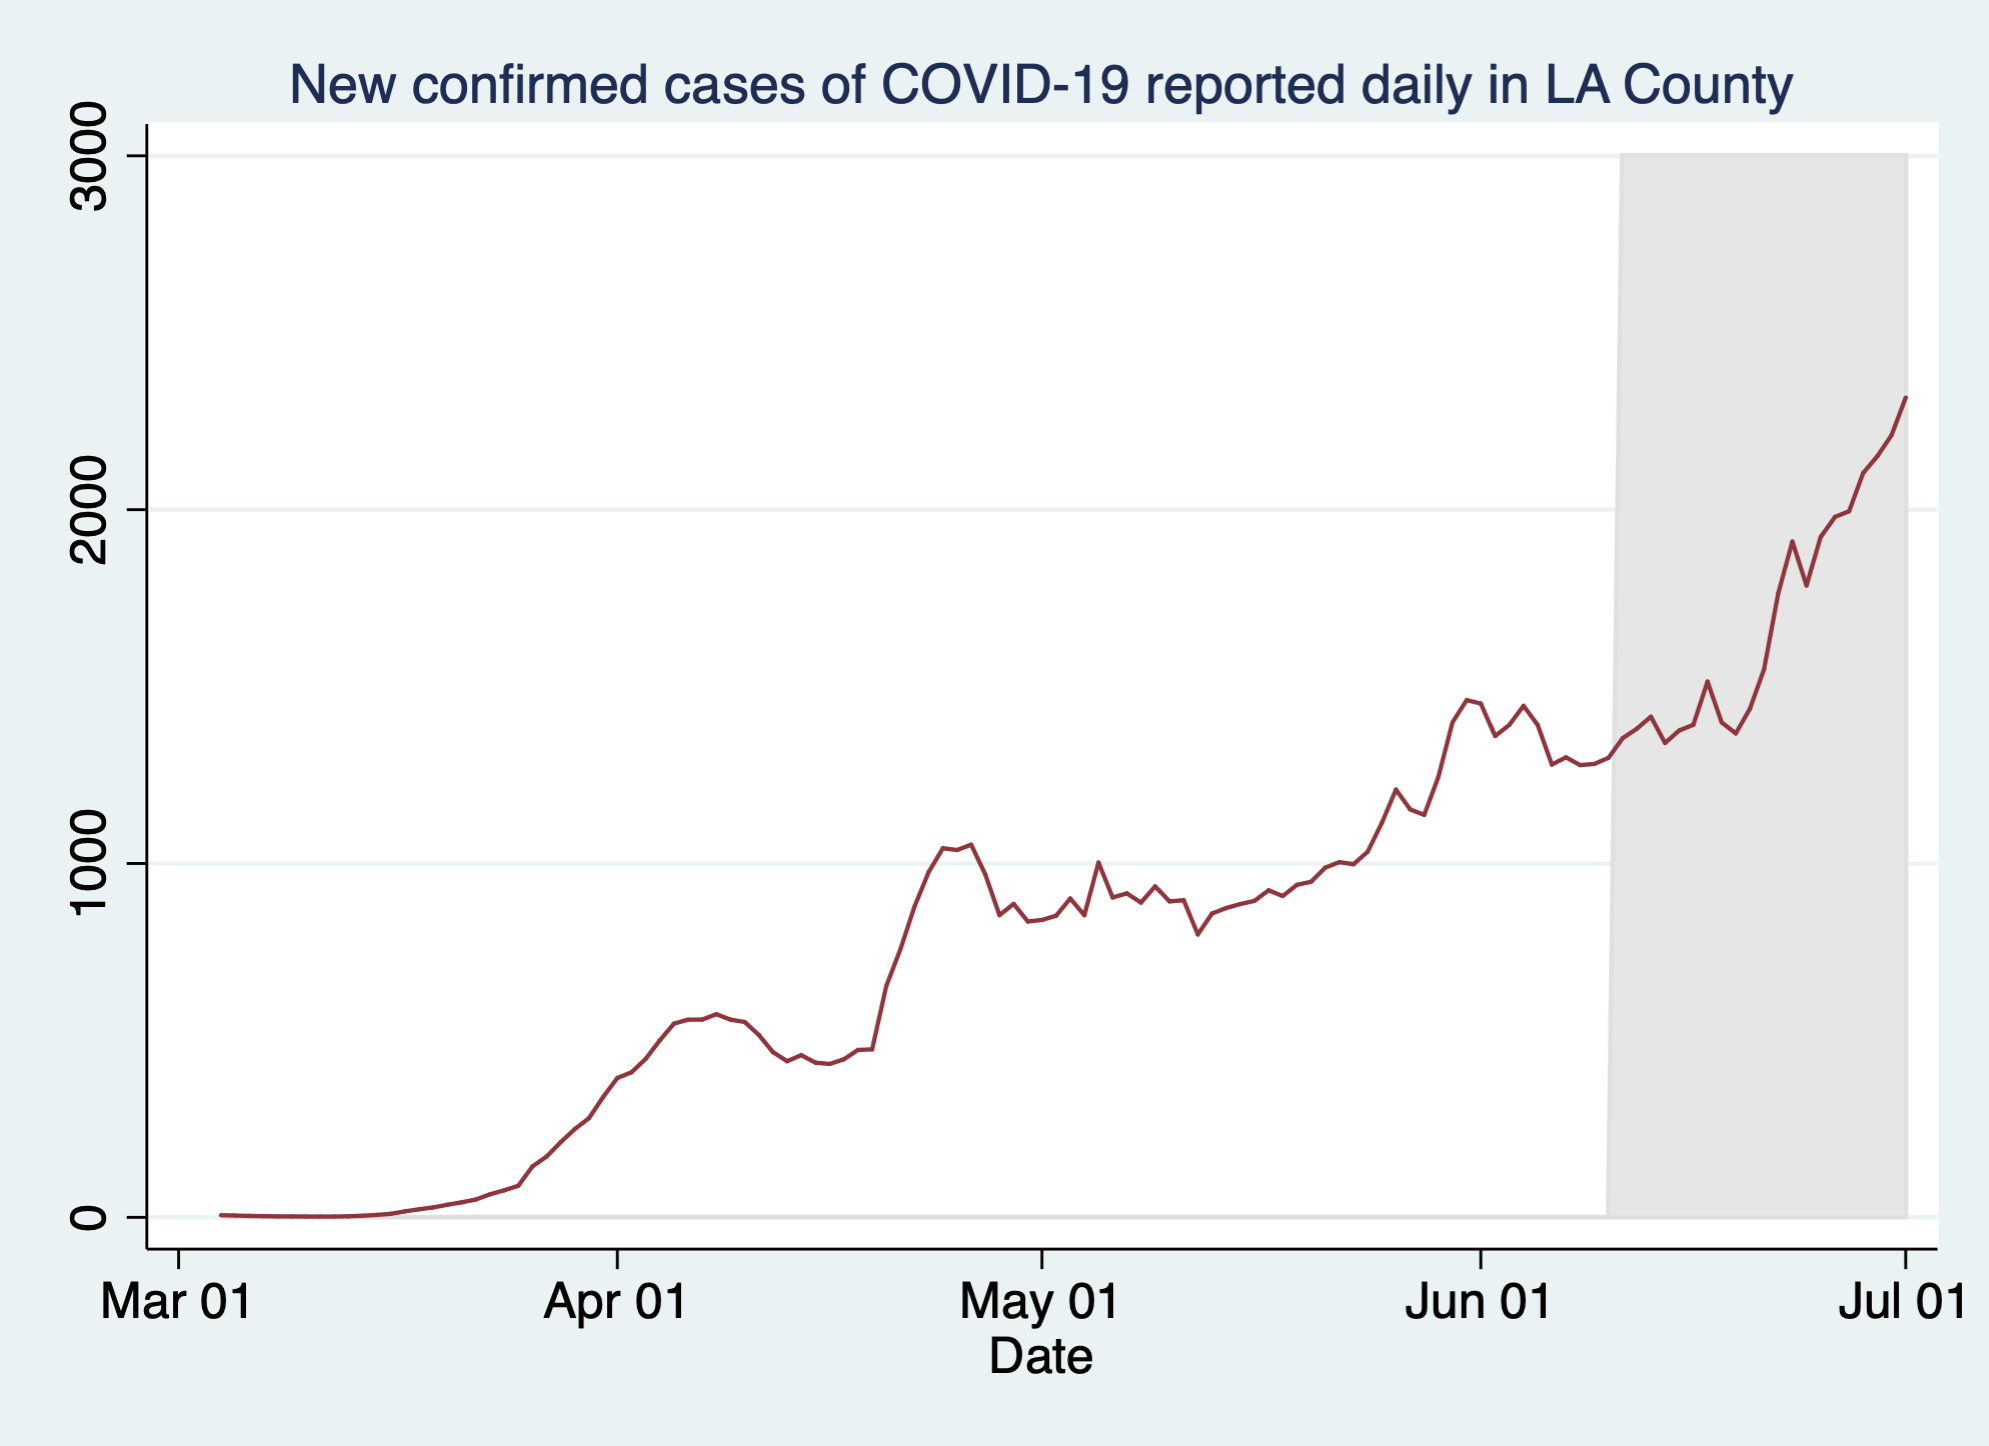 New confirmed cases of COVID-19 reported daily in LA County
3000
2000
1000
0
Mar 01 Apr 01 May 01 Jun 01 Jul 01
Date